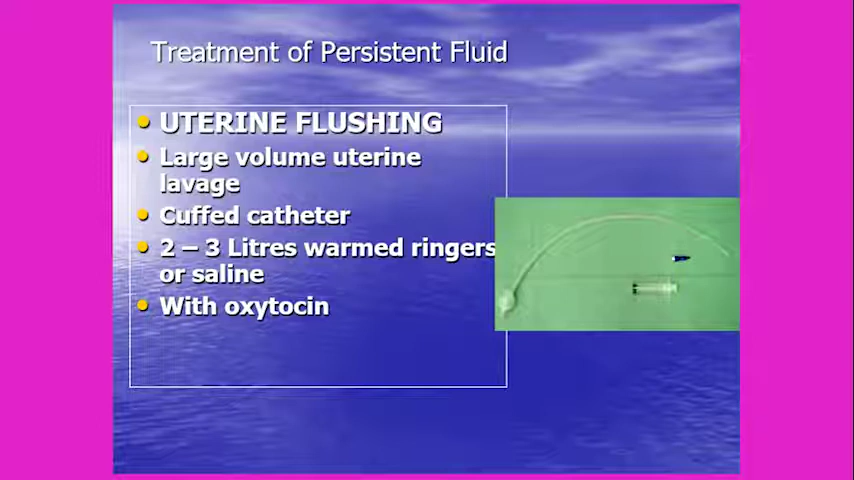 Treatment of Persistent Fluid
UTERINE FLUSHING
Large volume uterine
lavage
Cuffed catheter
2 – 3 Litres warmed ringers
or saline
With oxytocin